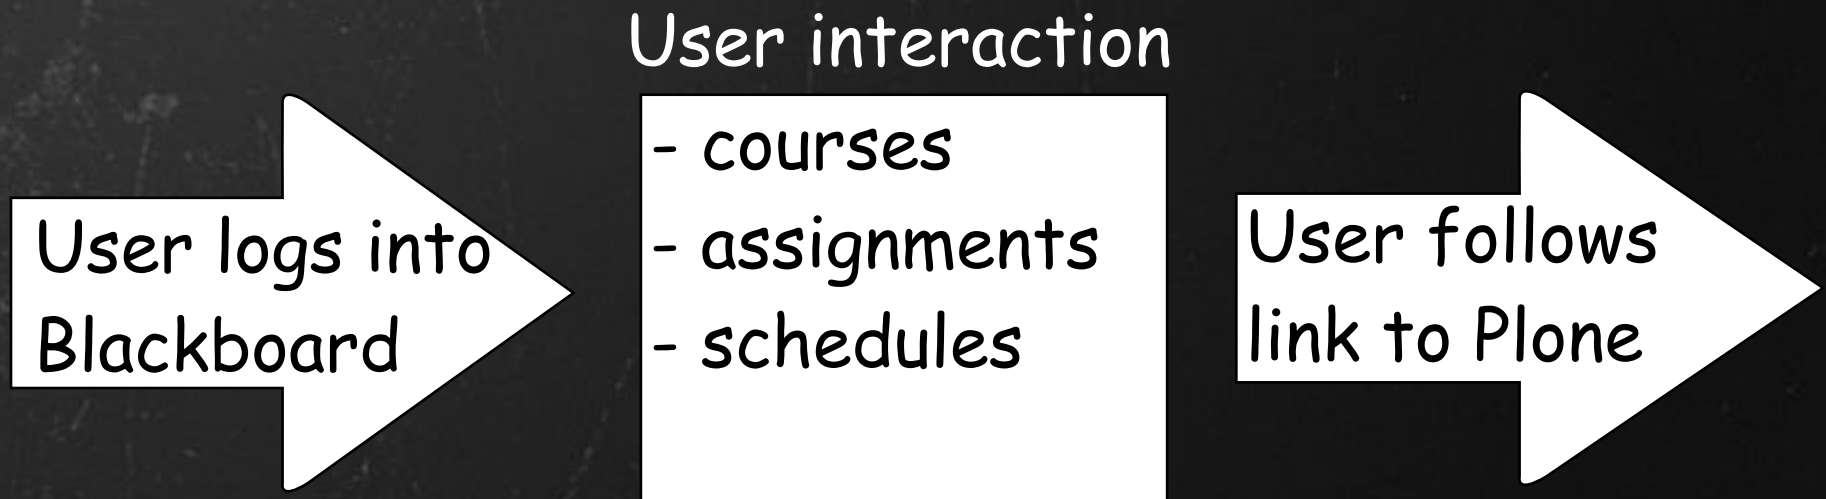 User interaction
User logs into
Blackboard
- courses
- assignments
- schedules
User follows
link to Plone